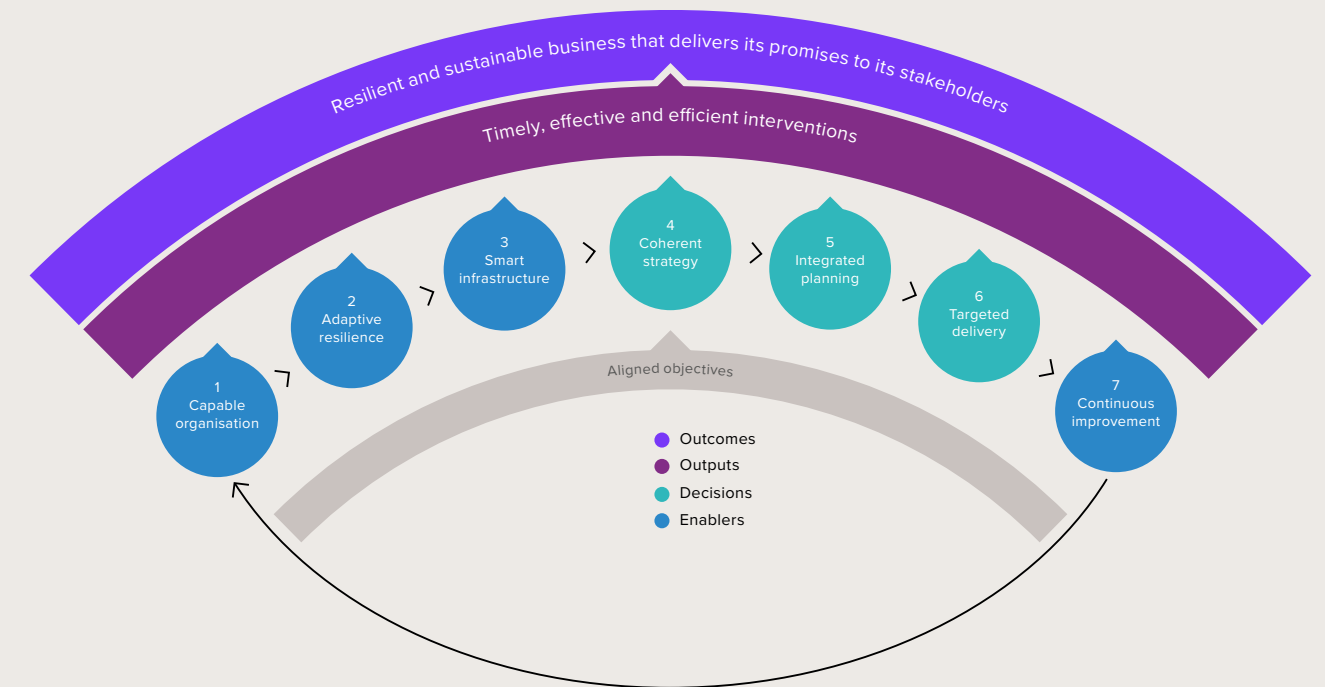 Resilient and sustainable business that delivers its promises to its stakeholders
Timely, effective and efficient interventions
1
Capable
organisation
2
Adaptive
resilience
3
Smart
infrastructure
4
Coherent
strategy
5
Integrated
planning
6
Targeted
delivery
7
Continuous
improvement
Aligned objectives
Outcomes
Outputs
Decisions
Enablers